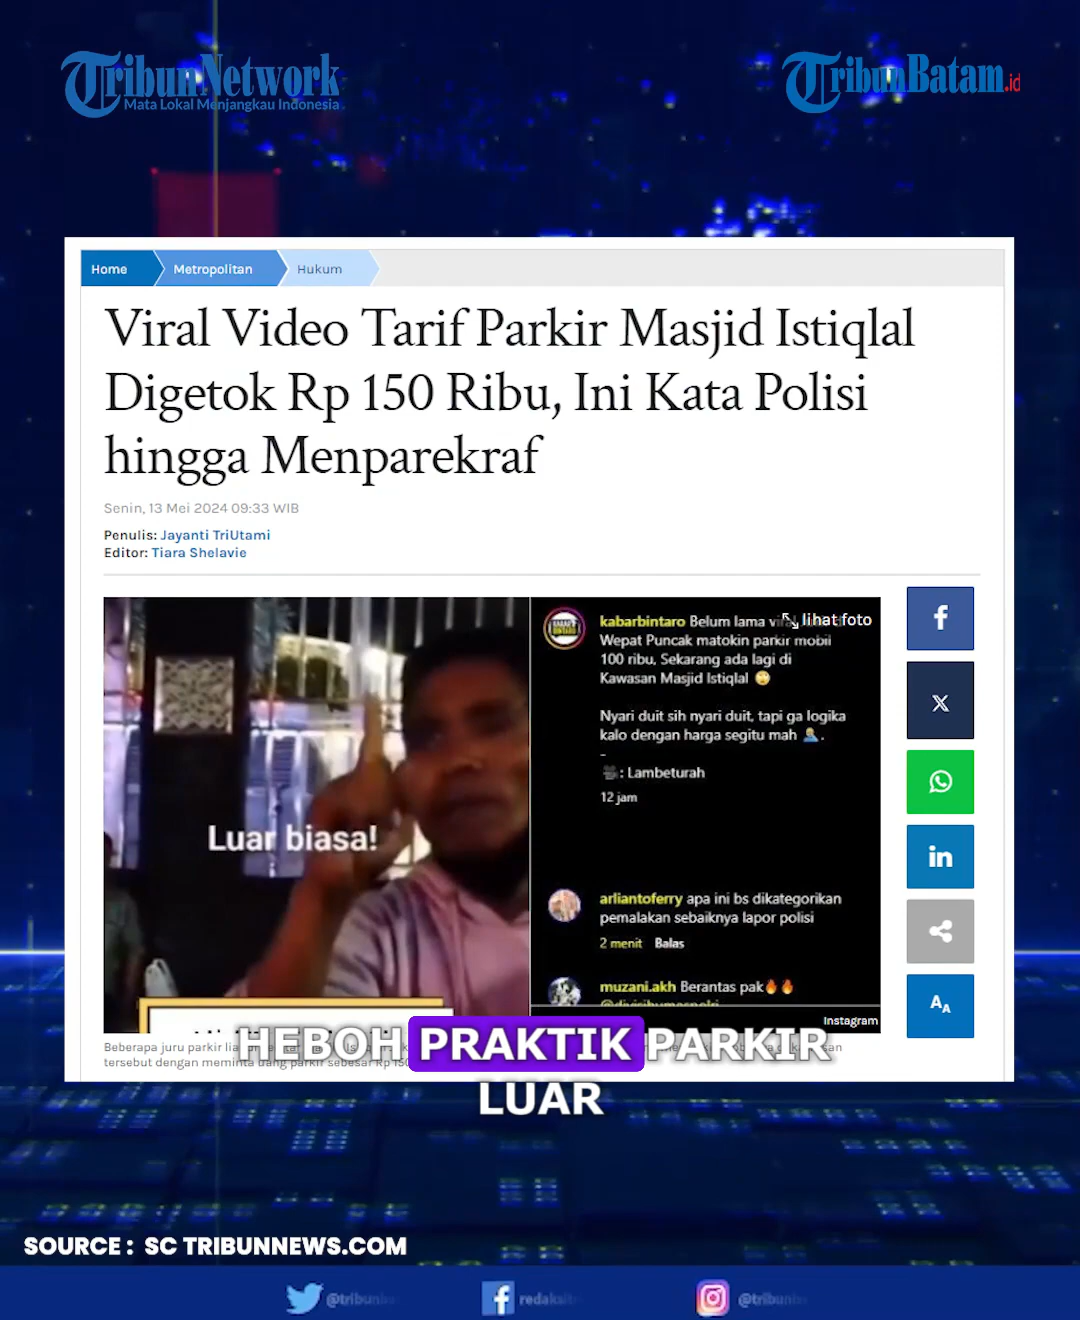 TribunNetwork
Mata Lokal Menjangkau Indonesia
TribunBatam.id
Home
Metropolitan
Hukum
Viral Video Tarif Parkir Masjid Istiqlal
Digetok Rp 150 Ribu, Ini Kata Polisi
hingga Menparekraf
Senin, 13 Mei 2024 09:33 WIB
Penulis: Jayanti TriUtami
Editor: Tiara Shelavie
Luar biasa!
lihat foto
kabarbintaro Belum lama
Wepat Puncak matokin parkir mobil
100 ribu, Sekarang ada lagi di
Kawasan Masjid Istiqlal 🙄
Nyari duit sih nyari duit, tapi ga logika
kalo dengan harga segitu mah 🤦‍♂️.
-
🎥: Lambeturah
12 jam
arliantoferry apa ini bs dikategorikan
pemalakan sebaiknya lapor polisi
2 menit Balas
muzani.akh Berantas pak🔥🔥
Instagram
Beberapa juru parkir
tersebut dengan meminta uang parkir sebesar Rp
HEBOH PRAKTIK PARKIR
LUAR
SOURCE : SC TRIBUNNEWS.COM